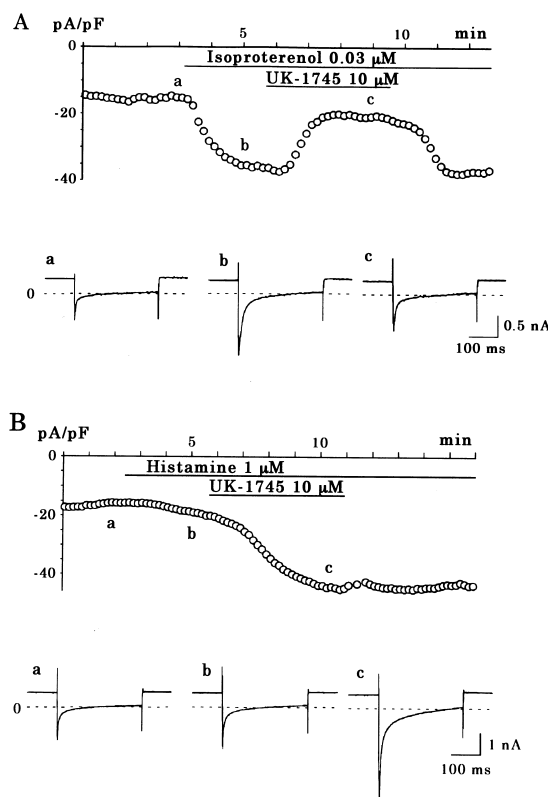 A
pA/pF
5
10
min
0
-20
-40
Isoproterenol 0.03 μM
UK-1745 10 μM
a
b
c
a
b
c
0
0.5 nA
100 ms
B
pA/pF
5
10
min
0
-20
-40
Histamine 1 μM
UK-1745 10 μM
a
b
c
a
b
c
0
1 nA
100 ms